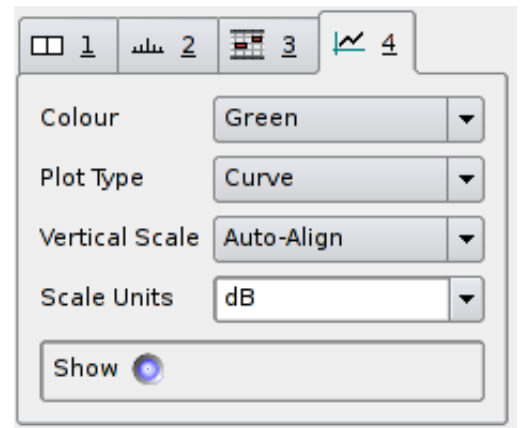 1 2 3 4
Colour Green
Plot Type Curve
Vertical Scale Auto-Align
Scale Units dB
Show